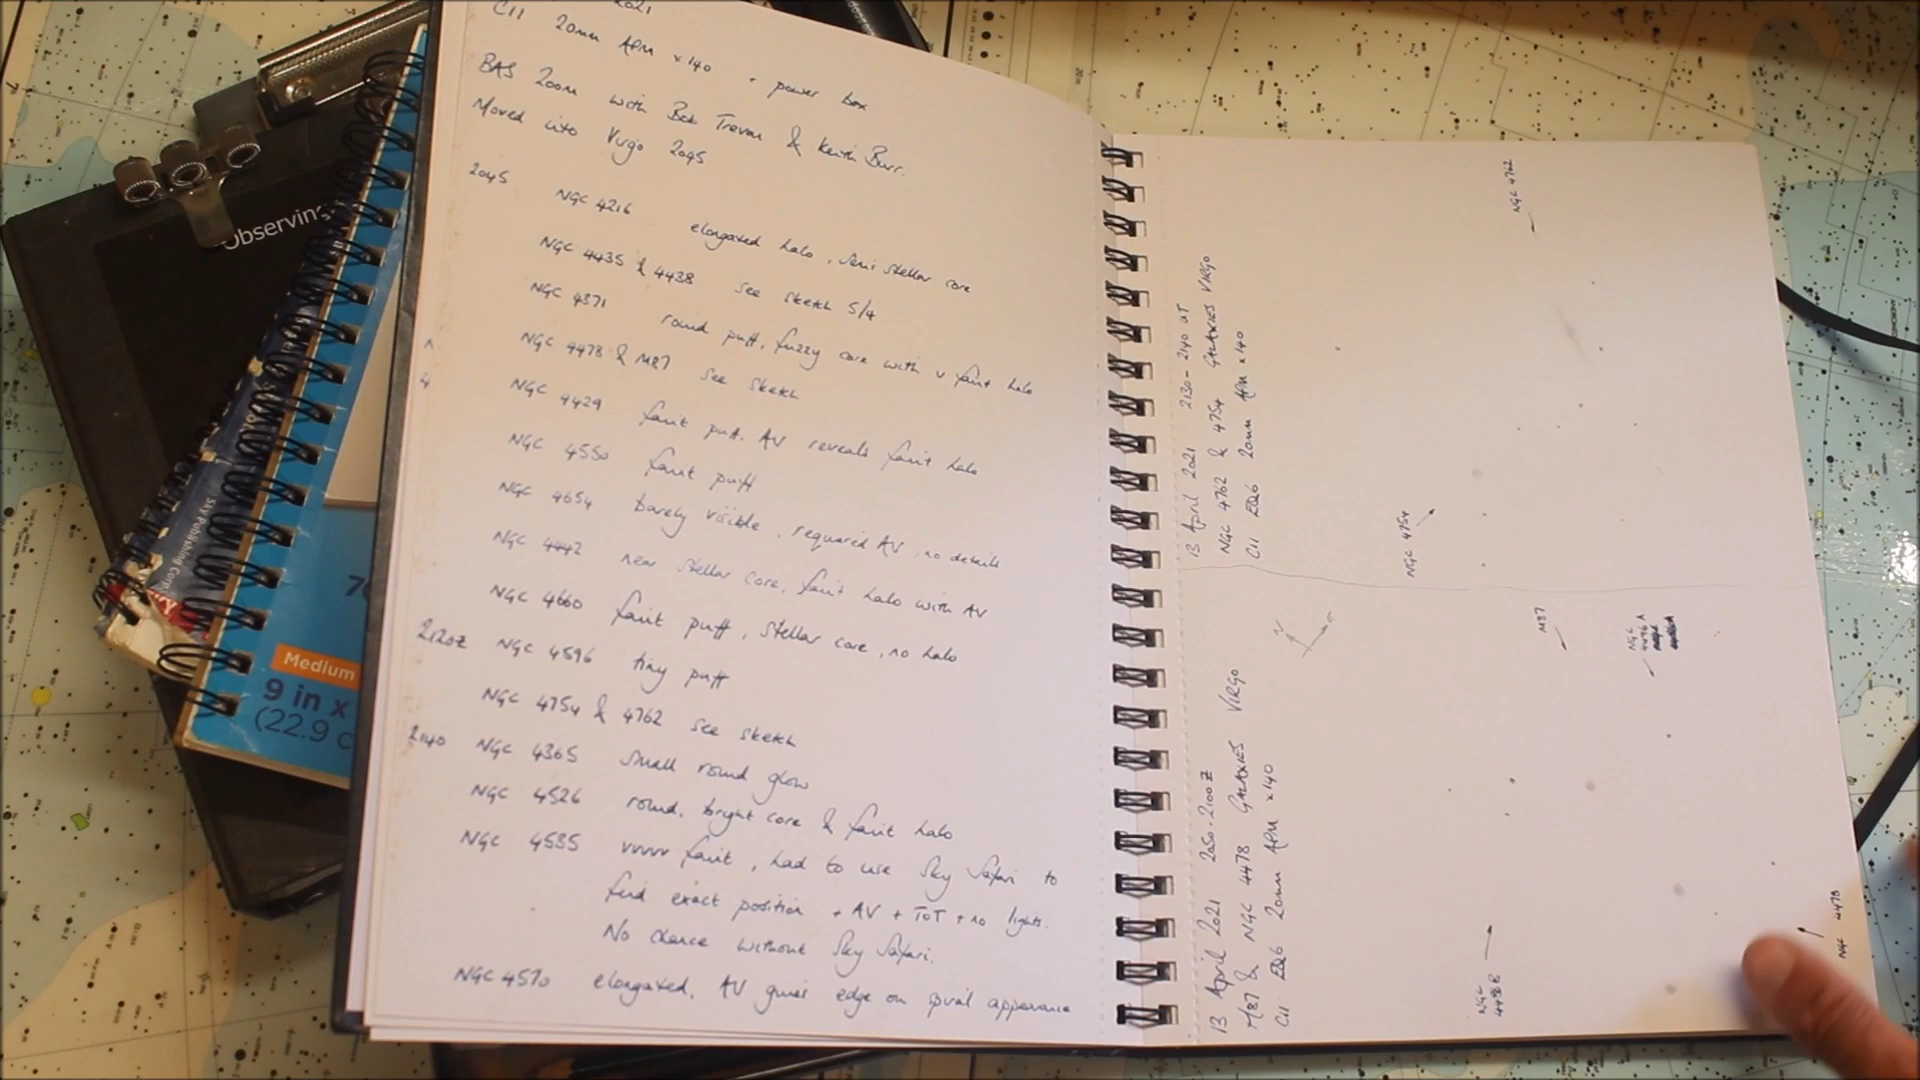 2021
C11 20mm APM x140 + power box
BAS Zoom with Bob Trevan & Keith Burr.
Moved into Virgo 2045
2045 NGC 4216 elongated halo, semi stellar core
NGC 4435 & 4438 see sketch 5/4
NGC 4371 round puff, fuzzy core with v faint halo
NGC 4478 & M87 see sketch
NGC 4429 faint puff. AV reveals faint halo
NGC 4550 faint puff
NGC 4654 barely visible, required AV, no details
NGC 4442 near stellar core, faint halo with AV
NGC 4660 faint puff, stellar core, no halo
2120z NGC 4596 tiny puff
NGC 4754 & 4762 see sketch
2140 NGC 4365 small round glow
NGC 4526 round, bright core & faint halo
NGC 4535 vvvvv faint, had to use Sky Safari to
find exact position + AV + ToT + no lights.
No chance without Sky Safari.
NGC 4570 elongated, AV gives edge on spiral appearance
13 April 2021 2130-2140 UT
NGC 4762 & 4754 GALAXIES VIRGO
C11 EQ6 20mm APM x140
NGC 4762
NGC 4754
13 April 2021 2050-2100 Z
M87 & NGC 4478 GALAXIES VIRGO
C11 EQ6 20mm APM x140
M87
NGC
4476 A
NGC
NGC 4478
Observing
Sky Publishing Corp
Medium
9 in x
(22.9 c